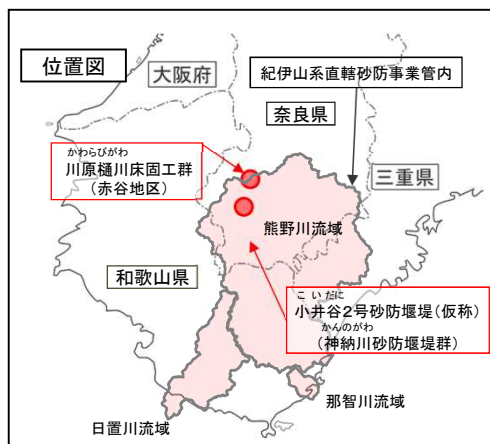 位置図
大阪府
紀伊山系直轄砂防事業管内
奈良県
かわらびがわ
川原樋川床固工群
(赤谷地区)
三重県
熊野川流域
和歌山県
こいだに
小井谷2号砂防堰堤(仮称)
かんのがわ
(神納川砂防堰堤群)
那智川流域
日置川流域